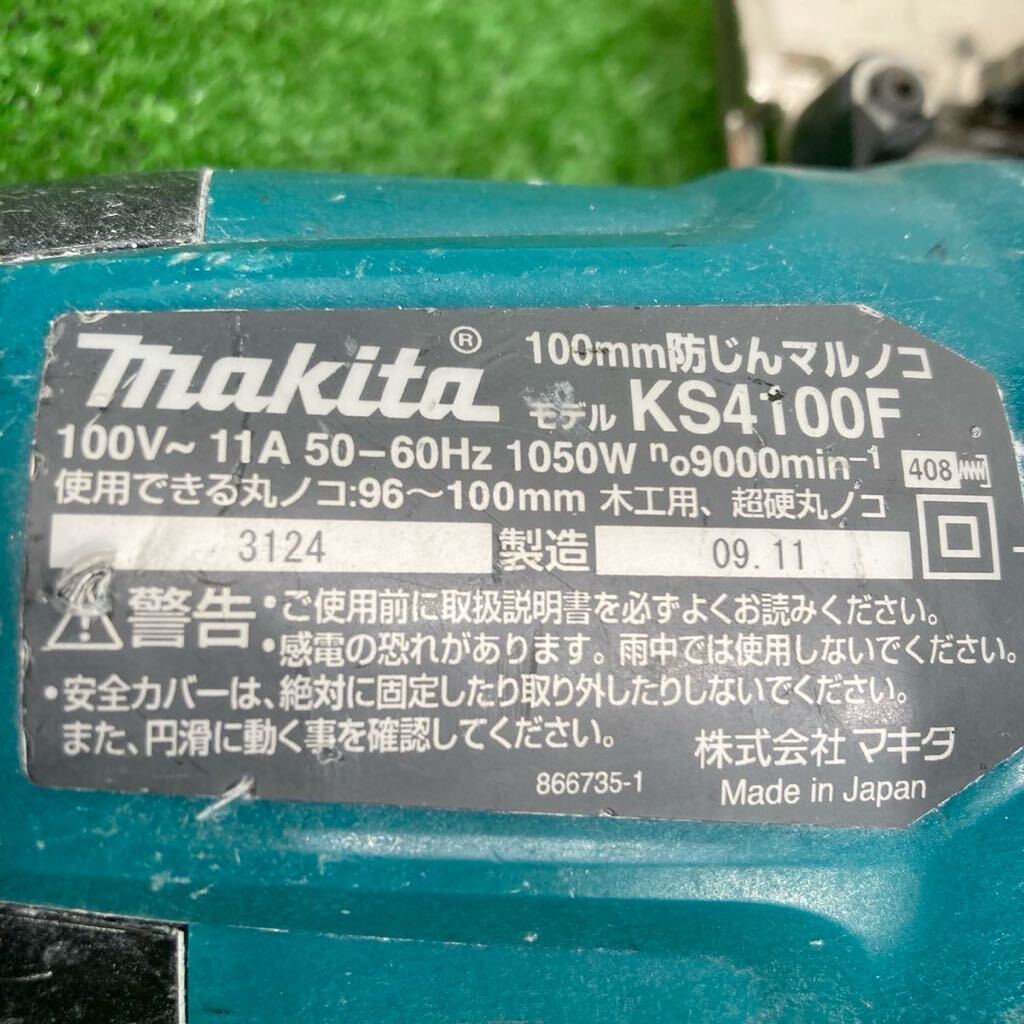 makita®
100mm防じんマルノコ
モデル KS4100F
100V~ 11A 50-60Hz 1050W n₀9000min⁻¹
408
使用できる丸ノコ:96〜100mm 木工用、超硬丸ノコ
3124 製造 09.11
警告 ・ご使用前に取扱説明書を必ずよくお読みください。
・感電の恐れがあります。雨中では使用しないでください。
・安全カバーは、絶対に固定したり取り外したりしないでください。
また、円滑に動く事を確認してください。
株式会社マキタ
866735-1
Made in Japan